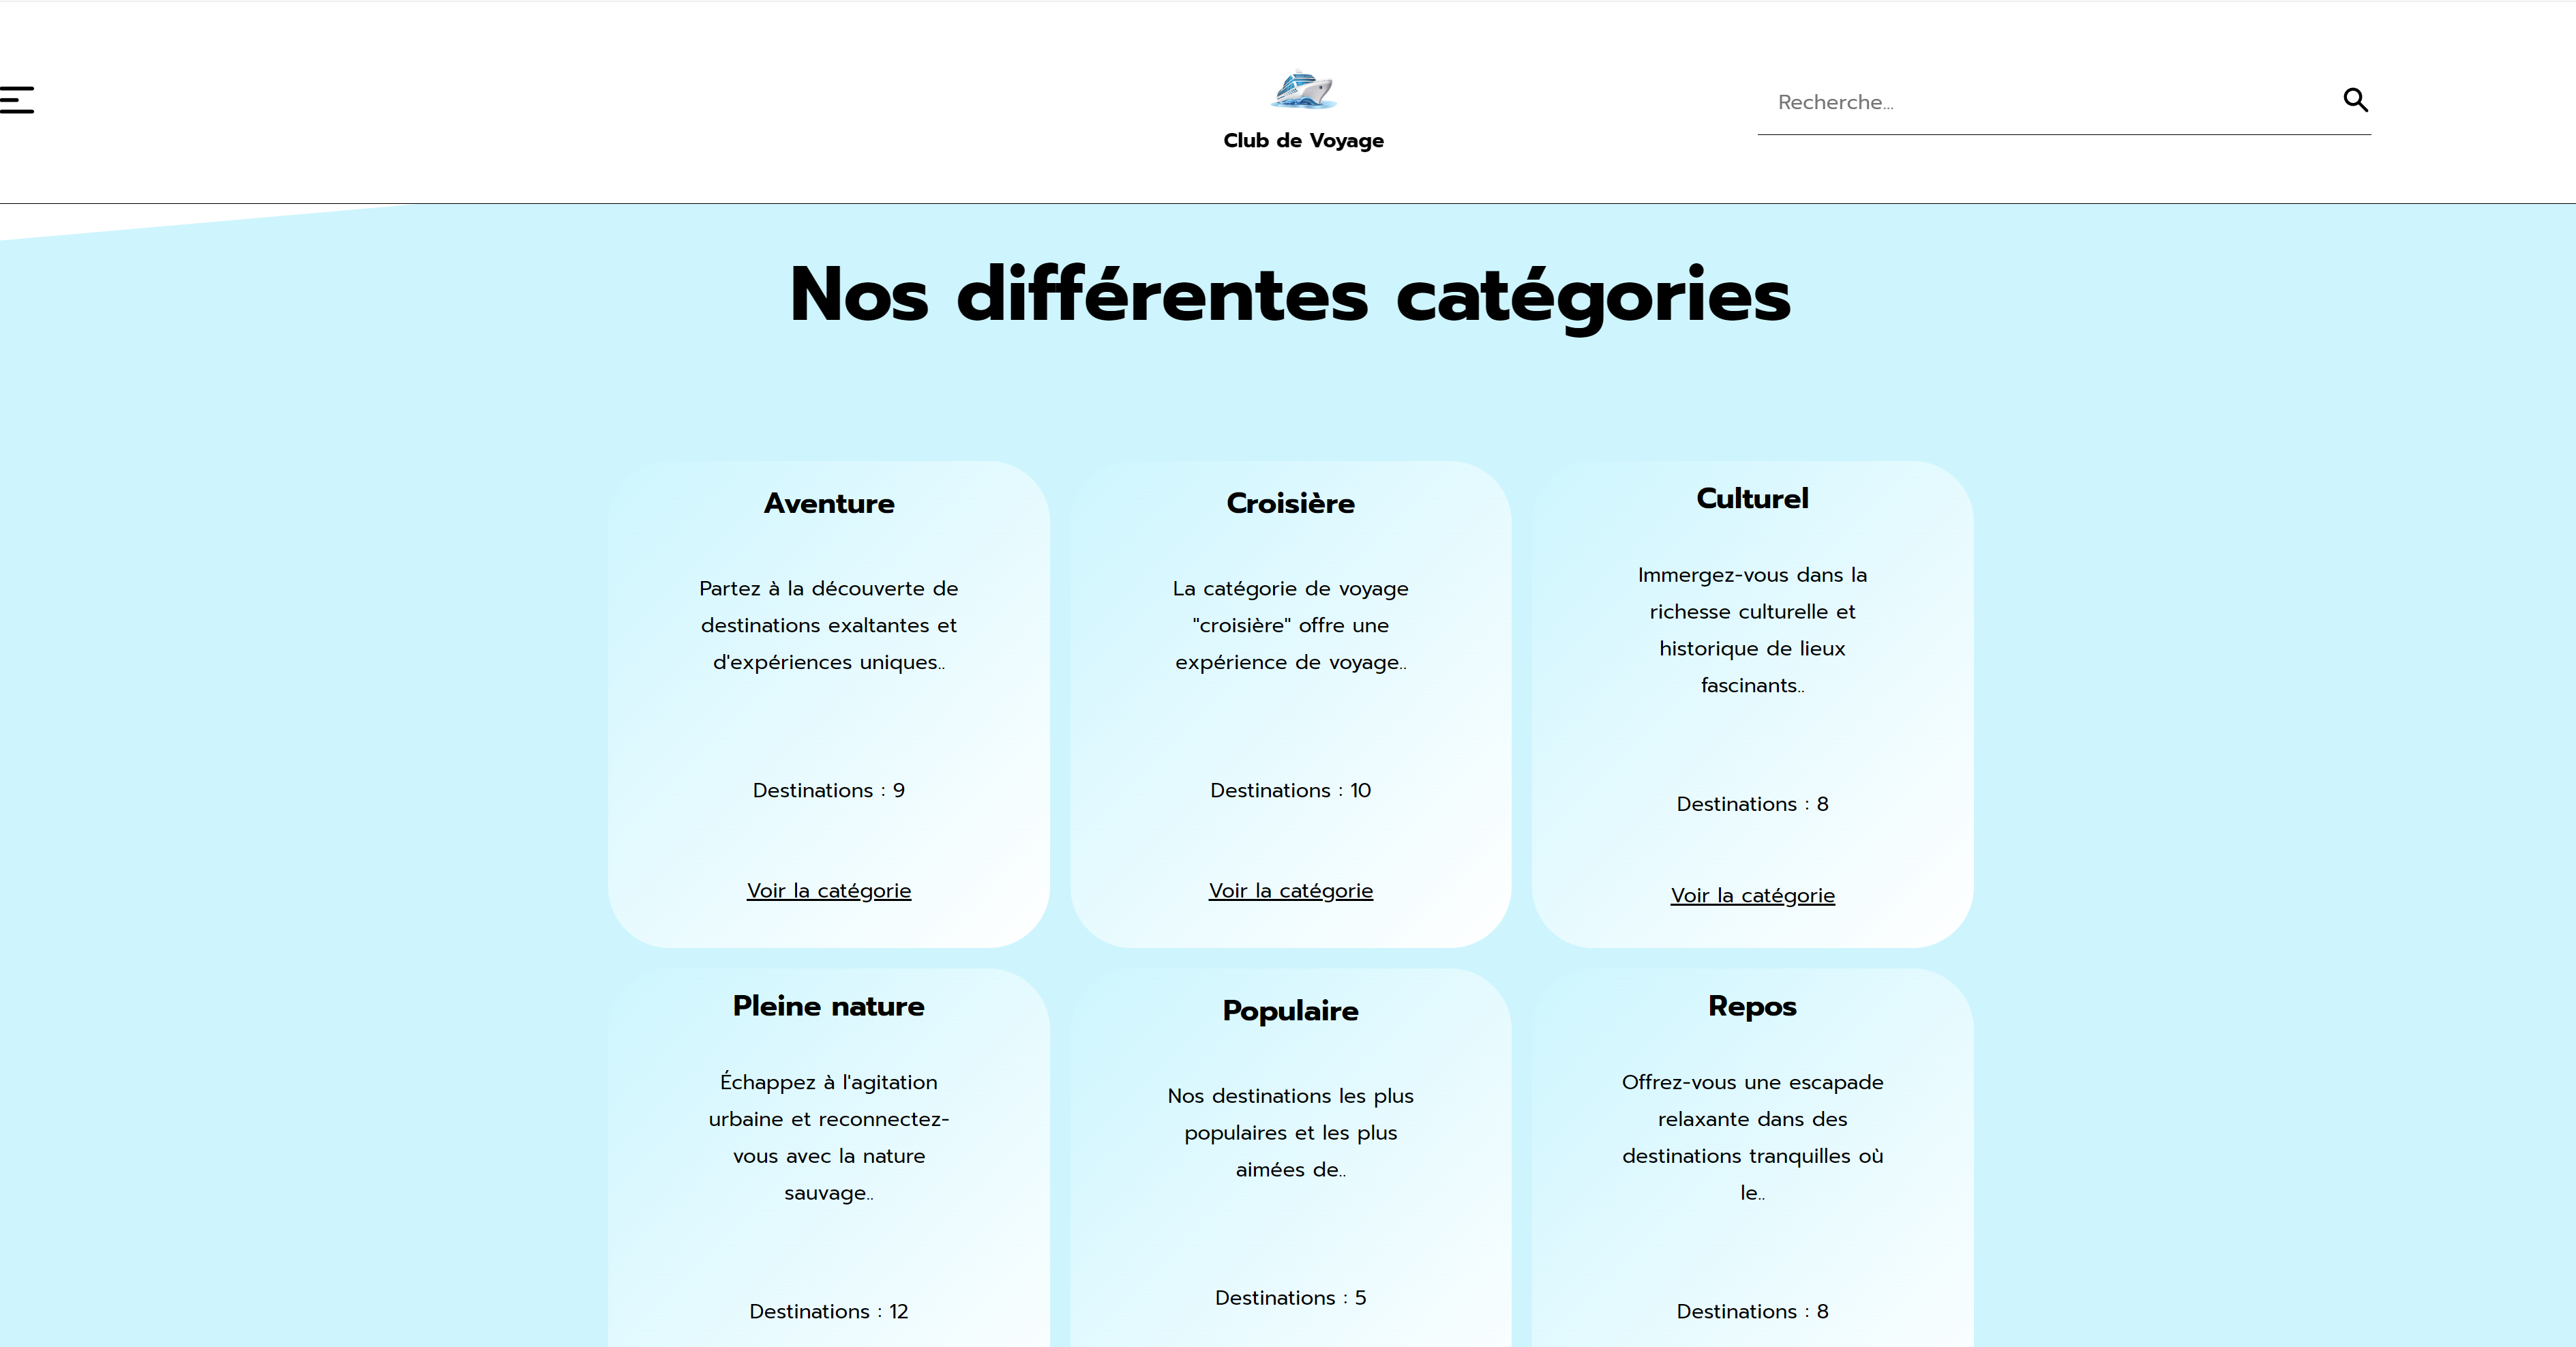 Club de Voyage
Recherche...
Nos différentes catégories
Aventure
Partez à la découverte de
destinations exaltantes et
d'expériences uniques..
Destinations : 9
Voir la catégorie
Croisière
La catégorie de voyage
"croisière" offre une
expérience de voyage..
Destinations : 10
Voir la catégorie
Culturel
Immergez-vous dans la
richesse culturelle et
historique de lieux
fascinants..
Destinations : 8
Voir la catégorie
Pleine nature
Échappez à l'agitation
urbaine et reconnectez-
vous avec la nature
sauvage..
Destinations : 12
Populaire
Nos destinations les plus
populaires et les plus
aimées de..
Destinations : 5
Repos
Offrez-vous une escapade
relaxante dans des
destinations tranquilles où
le..
Destinations : 8